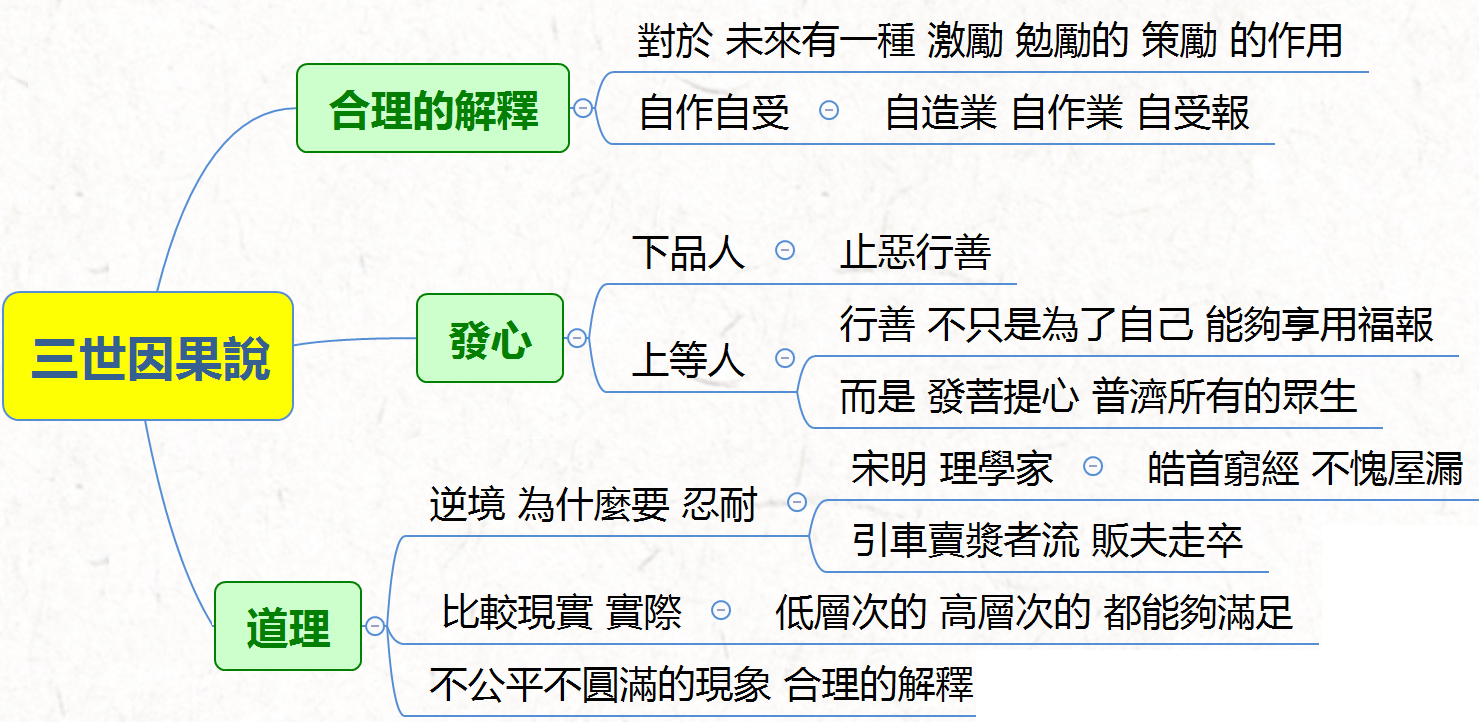 三世因果說
合理的解釋
對於 未來有一種 激勵 勉勵的 策勵 的作用
自作自受
自造業 自作業 自受報
發心
下品人
止惡行善
上等人
行善 不只是為了自己 能夠享用福報
而是 發菩提心 普濟所有的眾生
道理
逆境 為什麼要 忍耐
宋明 理學家
皓首窮經 不愧屋漏
引車賣漿者流 販夫走卒
比較現實 實際
低層次的 高層次的 都能夠滿足
不公平不圓滿的現象 合理的解釋